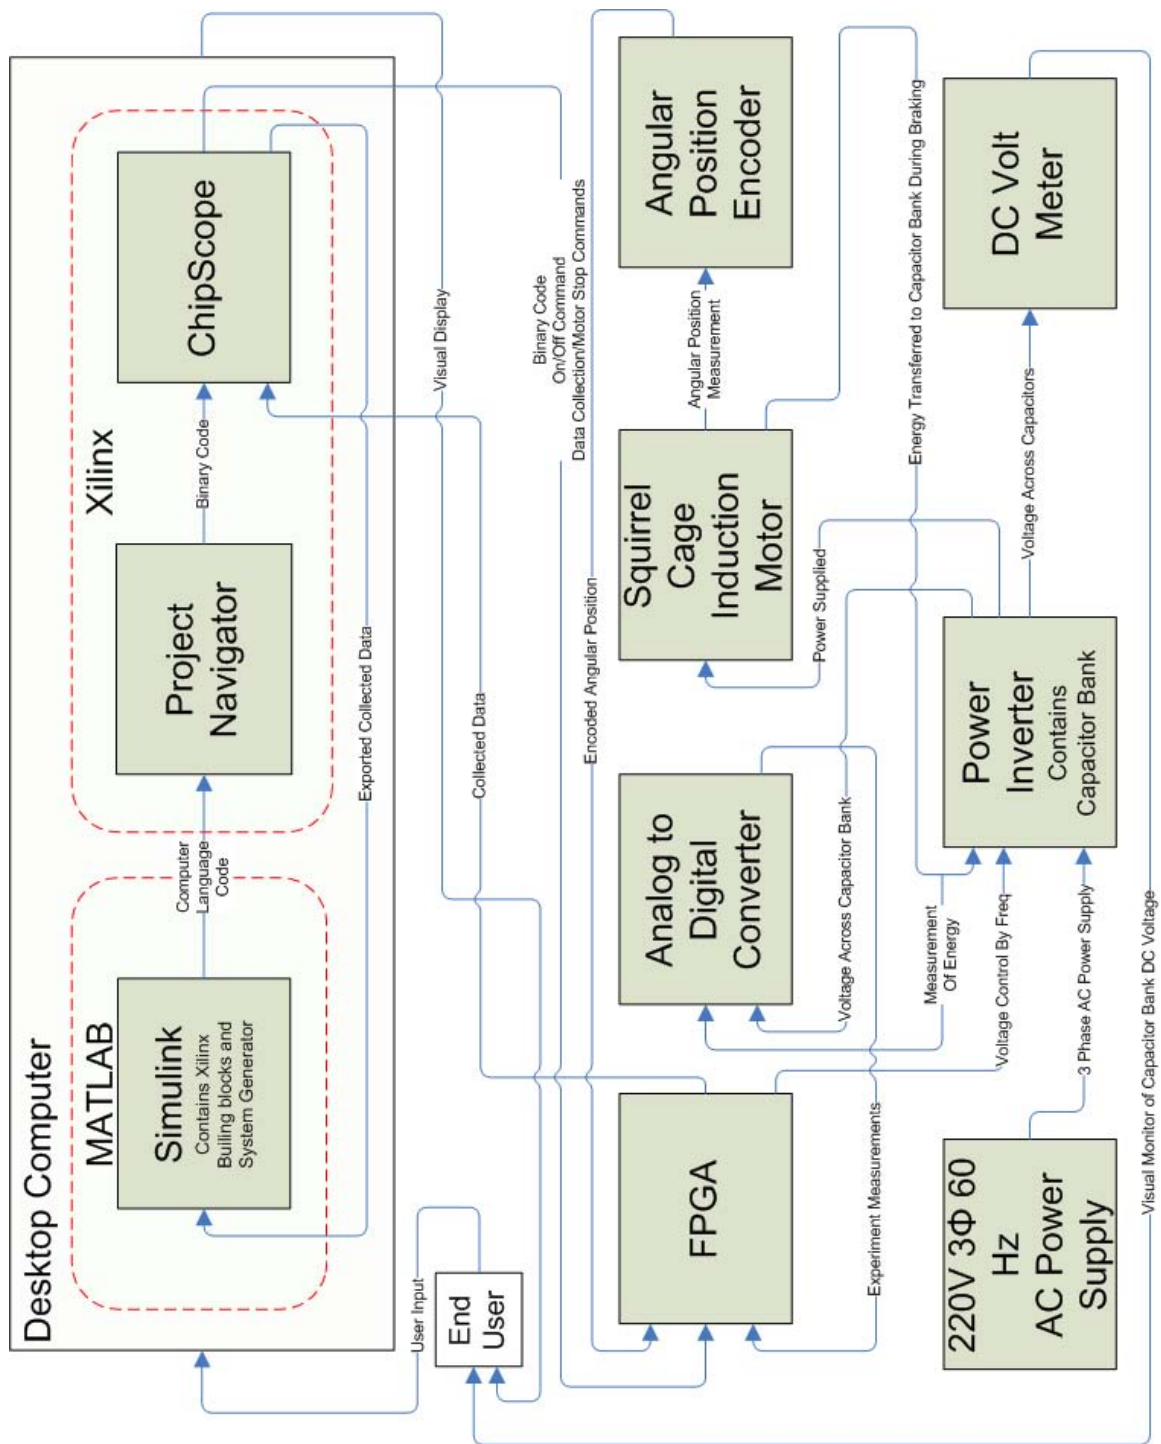 Desktop Computer
MATLAB
Simulink
Contains Xilinx
Builing blocks and
System Generator
Computer
Language
Code
Xilinx
Project
Navigator
Binary Code
ChipScope
Exported Collected Data
User Input
End
User
Visual Display
Collected Data
Binary Code
On/Off Command
Data Collection/Motor Stop Commands
Encoded Angular Position
FPGA
Analog to
Digital
Converter
Squirrel
Cage
Induction
Motor
Angular Position
Measurement
Angular
Position
Encoder
Power Supplied
Voltage Across Capacitor Bank
Experiment Measurements
Energy Transferred to Capacitor Bank During Braking
Measurement
Of Energy
Voltage Control By Freq
220V 3Φ 60
Hz
AC Power
Supply
3 Phase AC Power Supply
Power
Inverter
Contains
Capacitor Bank
Voltage Across Capacitors
DC Volt
Meter
Visual Monitor of Capacitor Bank DC Voltage